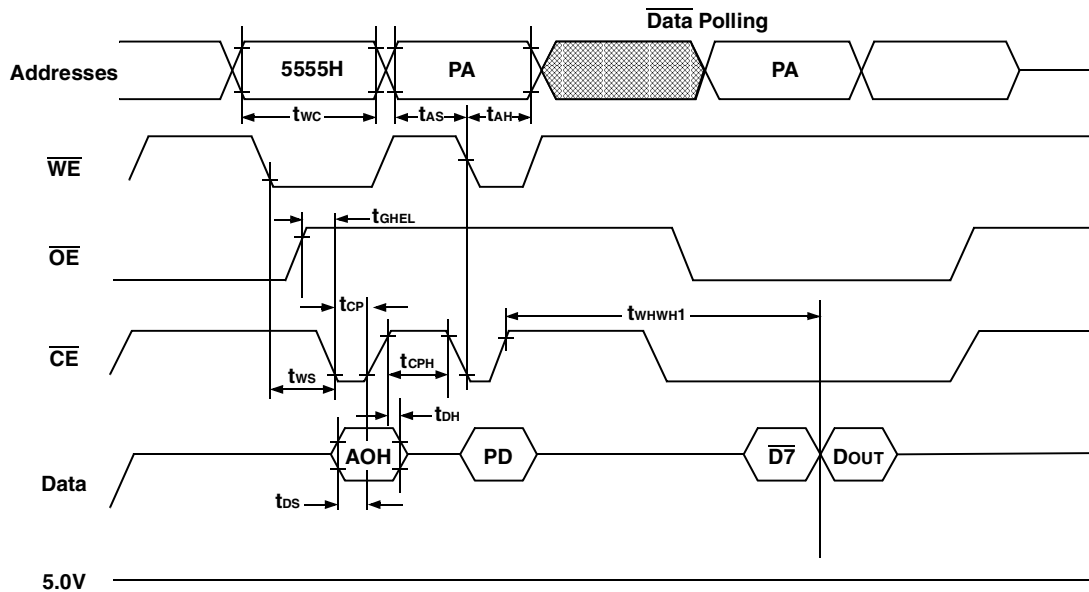 Data Polling
Addresses
5555H
PA
PA
tWC
tAS
tAH
WE
tGHEL
OE
tCP
tWHWH1
CE
tCPH
tWS
tDH
Data
AOH
PD
D7
DOUT
tDS
5.0V